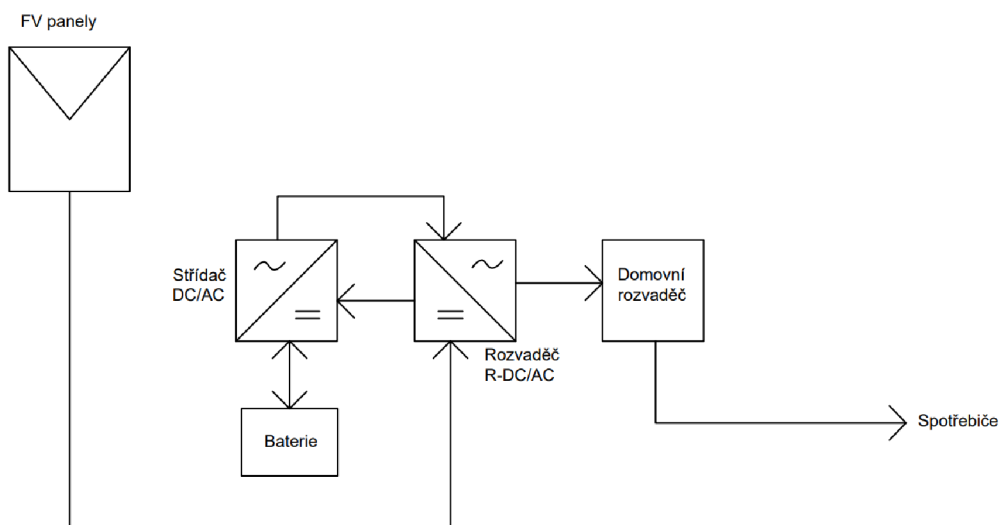 FV panely
Střídač
DC/AC
Domovní
rozvaděč
Rozvaděč
R-DC/AC
Baterie
Spotřebiče